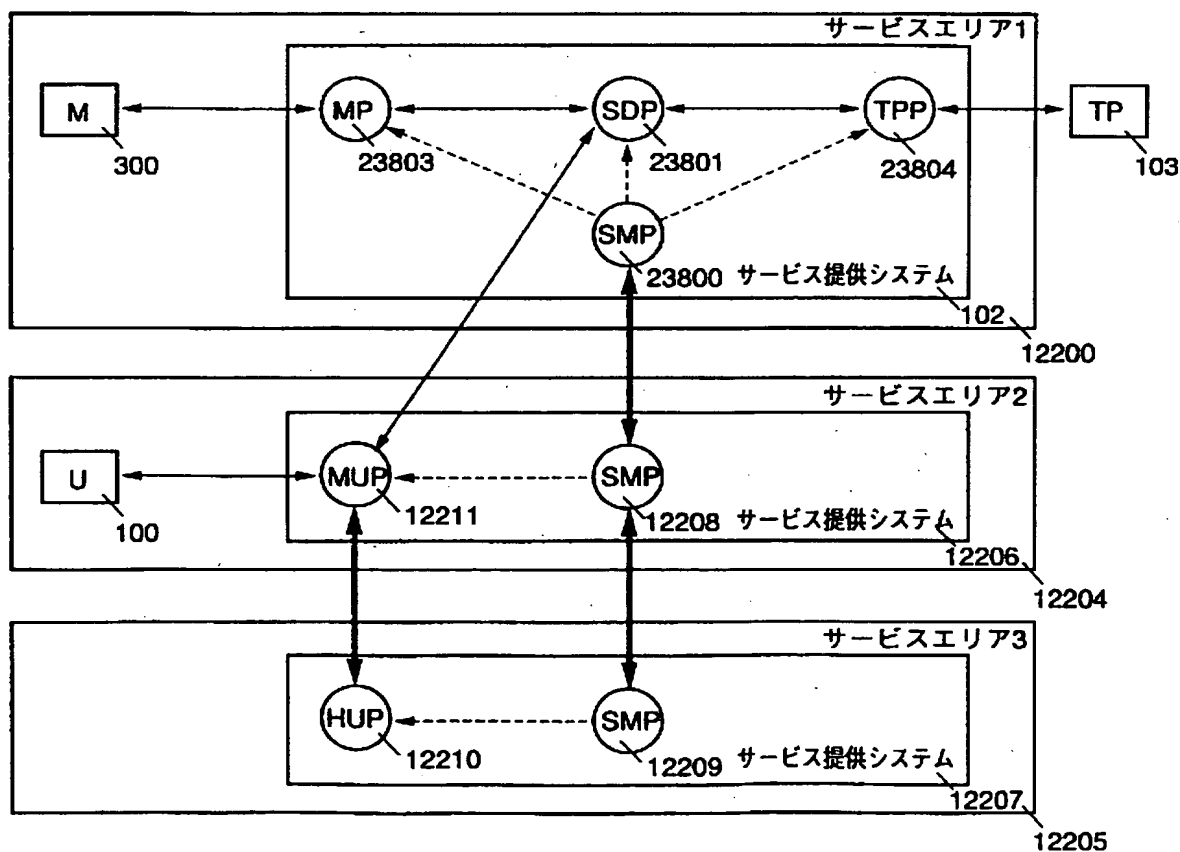 サービスエリア1
M
300
MP
23803
SDP
23801
TPP
23804
TP
103
SMP
23800
サービス提供システム
102
12200
サービスエリア2
U
100
MUP
12211
SMP
12208
サービス提供システム
12206
12204
サービスエリア3
HUP
12210
SMP
12209
サービス提供システム
12207
12205